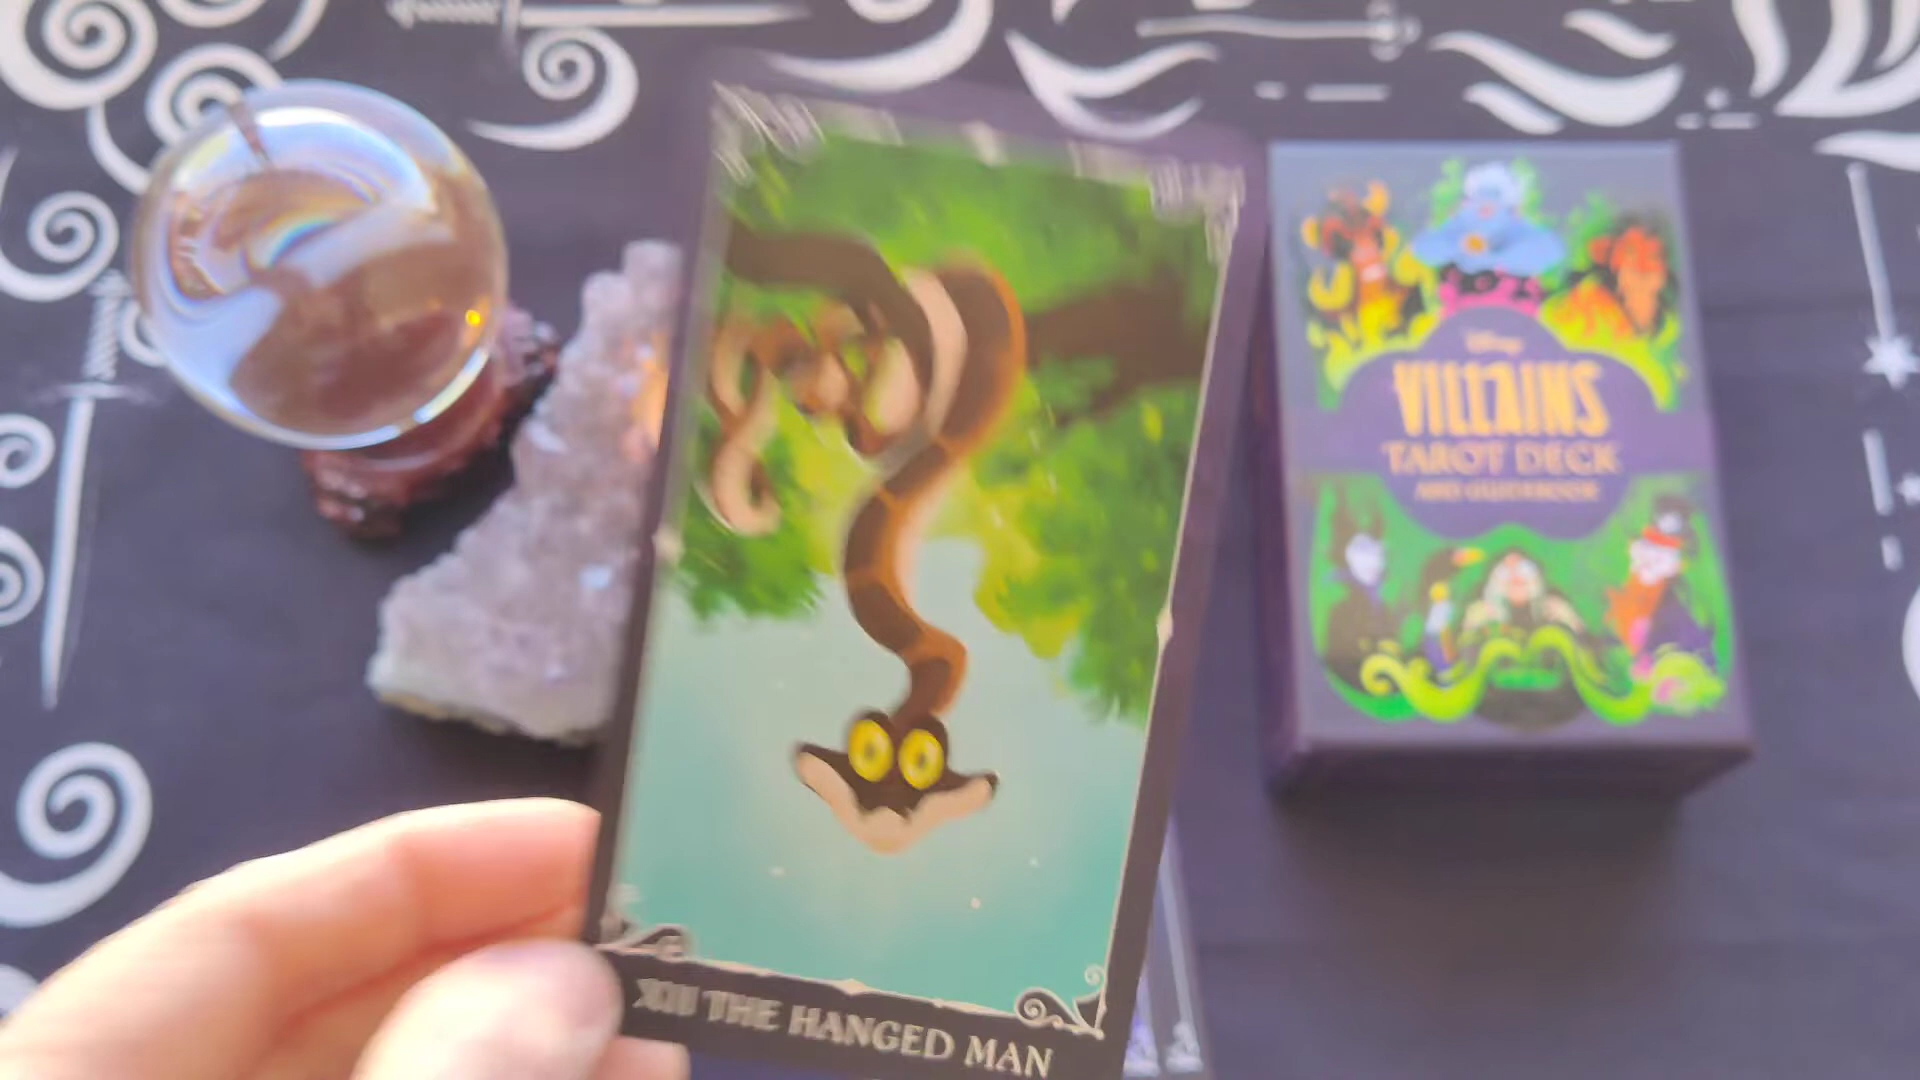 Disney
VILLAINS
TAROT DECK
AND GUIDEBOOK
XII THE HANGED MAN